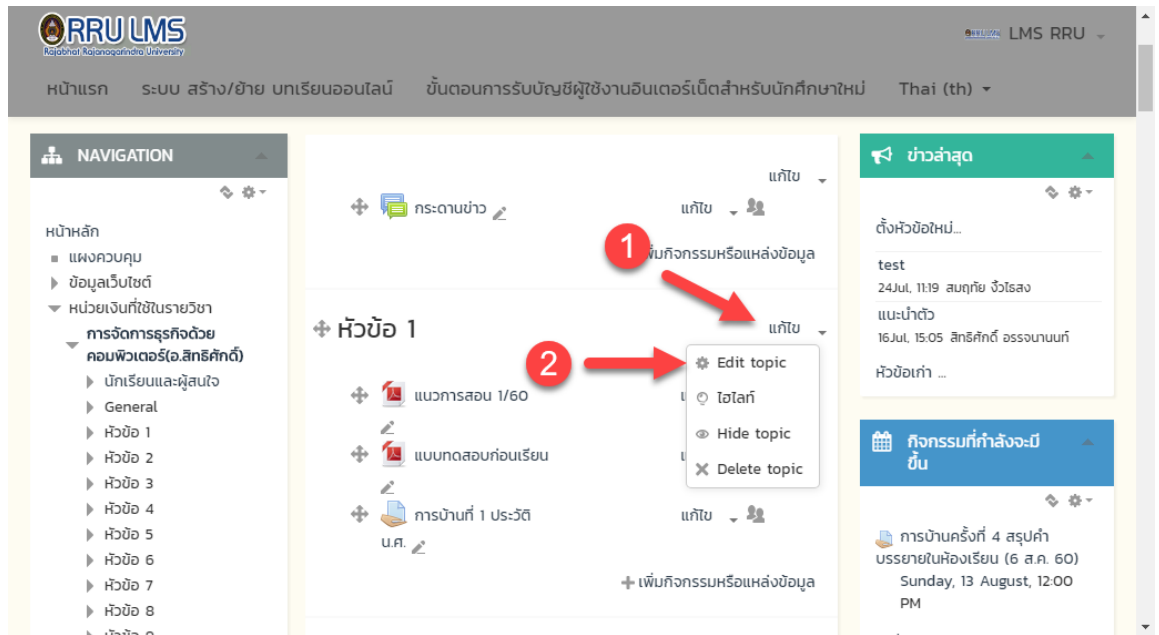 RRU LMS
Rajabhat Rajanagarindra University
LMS RRU
หน้าแรก ระบบ สร้าง/ย้าย บทเรียนออนไลน์ ขั้นตอนการรับบัญชีผู้ใช้งานอินเตอร์เน็ตสำหรับนักศึกษาใหม่ Thai (th)
NAVIGATION
หน้าหลัก
แผงควบคุม
ข้อมูลเว็บไซต์
หน่วยเงินที่ใช้ในรายวิชา
การจัดการธุรกิจด้วย
คอมพิวเตอร์(อ.สิทธิศักดิ์)
นักเรียนและผู้สนใจ
General
หัวข้อ 1
หัวข้อ 2
หัวข้อ 3
หัวข้อ 4
หัวข้อ 5
หัวข้อ 6
หัวข้อ 7
หัวข้อ 8
แก้ไข
กระดานข่าว แก้ไข
1
เพิ่มกิจกรรมหรือแหล่งข้อมูล
หัวข้อ 1 แก้ไข
2
Edit topic
ไฮไลท์
Hide topic
Delete topic
แนวการสอน 1/60
แบบทดสอบก่อนเรียน
การบ้านที่ 1 ประวัติ แก้ไข
น.ศ.
เพิ่มกิจกรรมหรือแหล่งข้อมูล
ข่าวล่าสุด
ตั้งหัวข้อใหม่...
test
24Jul, 11:19 สมฤทัย งิ้วไธสง
แนะนำตัว
16Jul, 15:05 สิทธิศักดิ์ อรรจนานนท์
หัวข้อเก่า ...
กิจกรรมที่กำลังจะมี
ขึ้น
การบ้านครั้งที่ 4 สรุปคำ
บรรยายในห้องเรียน (6 ส.ค. 60)
Sunday, 13 August, 12:00
PM